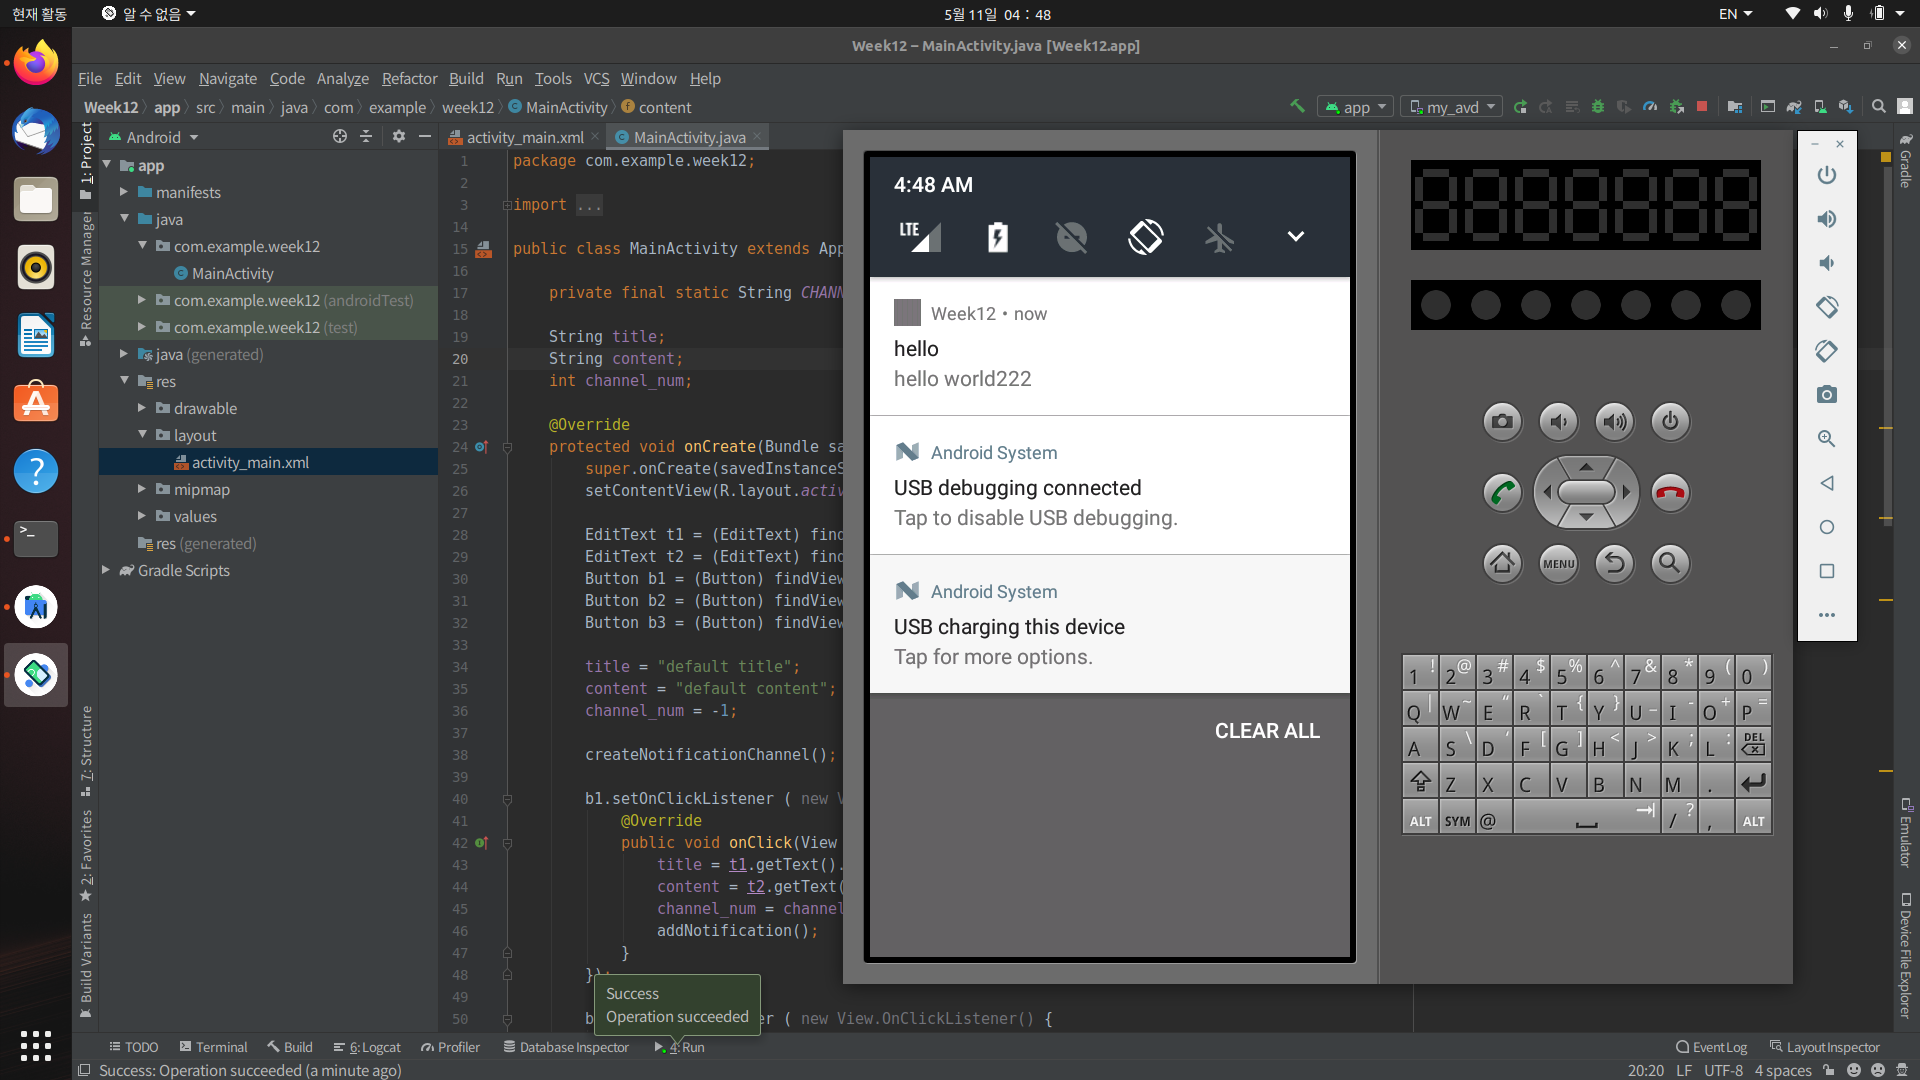 현재 활동
알 수 없음
5월 11일 04 : 48
EN
Week12 – MainActivity.java [Week12.app]
File Edit View Navigate Code Analyze Refactor Build Run Tools VCS Window Help
Week12 app src main java com example week12 MainActivity content
app my_avd
Android
activity_main.xml MainActivity.java
1: Project
Resource Manager
7: Structure
2: Favorites
Build Variants
app
manifests
java
com.example.week12
MainActivity
com.example.week12 (androidTest)
com.example.week12 (test)
java (generated)
res
drawable
layout
activity_main.xml
mipmap
values
res (generated)
Gradle Scripts
1 package com.example.week12;
2
3 import ...
14
15 public class MainActivity extends App
16
17 private final static String CHANN
18
19 String title;
20 String content;
21 int channel_num;
22
23 @Override
24 protected void onCreate(Bundle sa
25 super.onCreate(savedInstanceS
26 setContentView(R.layout.activ
27
28 EditText t1 = (EditText) find
29 EditText t2 = (EditText) find
30 Button b1 = (Button) findView
31 Button b2 = (Button) findView
32 Button b3 = (Button) findView
33
34 title = "default title";
35 content = "default content";
36 channel_num = -1;
37
38 createNotificationChannel();
39
40 b1.setOnClickListener ( new V
41 @Override
42 public void onClick(View
43 title = t1.getText().
44 content = t2.getText(
45 channel_num = channel
46 addNotification();
47 }
48 });
49
50 b er ( new View.OnClickListener() {
Success
Operation succeeded
4:48 AM
LTE
Week12 • now
hello
hello world222
Android System
USB debugging connected
Tap to disable USB debugging.
Android System
USB charging this device
Tap for more options.
CLEAR ALL
MENU
1 ! 2 @ 3 # 4 $ 5 % 6 ^ 7 & 8 * 9 ( 0 )
Q | W ~ E “ R ` T { Y } U _ I - O + P =
A S \ D ‘ F [ G ] H < J > K ; L : DEL
Z X C V B N M .
ALT SYM @ / ? , ALT
Gradle
Emulator
Device File Explorer
TODO Terminal Build 6: Logcat Profiler Database Inspector 4: Run Event Log Layout Inspector
Success: Operation succeeded (a minute ago)
20:20 LF UTF-8 4 spaces